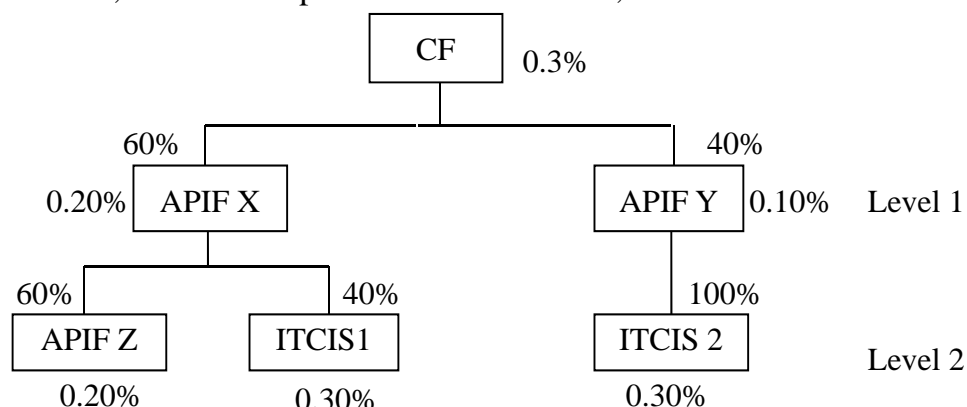 CF
0.3%
60%
40%
0.20%
APIF X
APIF Y
0.10%
Level 1
60%
40%
100%
APIF Z
ITCIS1
ITCIS 2
Level 2
0.20%
0.30%
0.30%